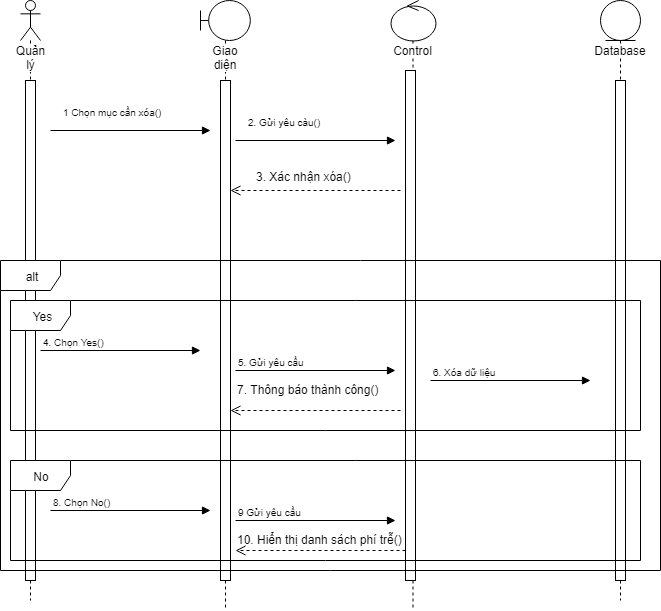 Quản
lý
Giao
diện
Control
Database
1 Chọn mục cần xóa()
2. Gửi yêu càu()
3. Xác nhận xóa()
alt
Yes
4. Chọn Yes()
5. Gửi yêu cầu
6. Xóa dữ liệu
7. Thông báo thành công()
No
8. Chọn No()
9 Gửi yêu cầu
10. Hiển thị danh sách phí trễ()